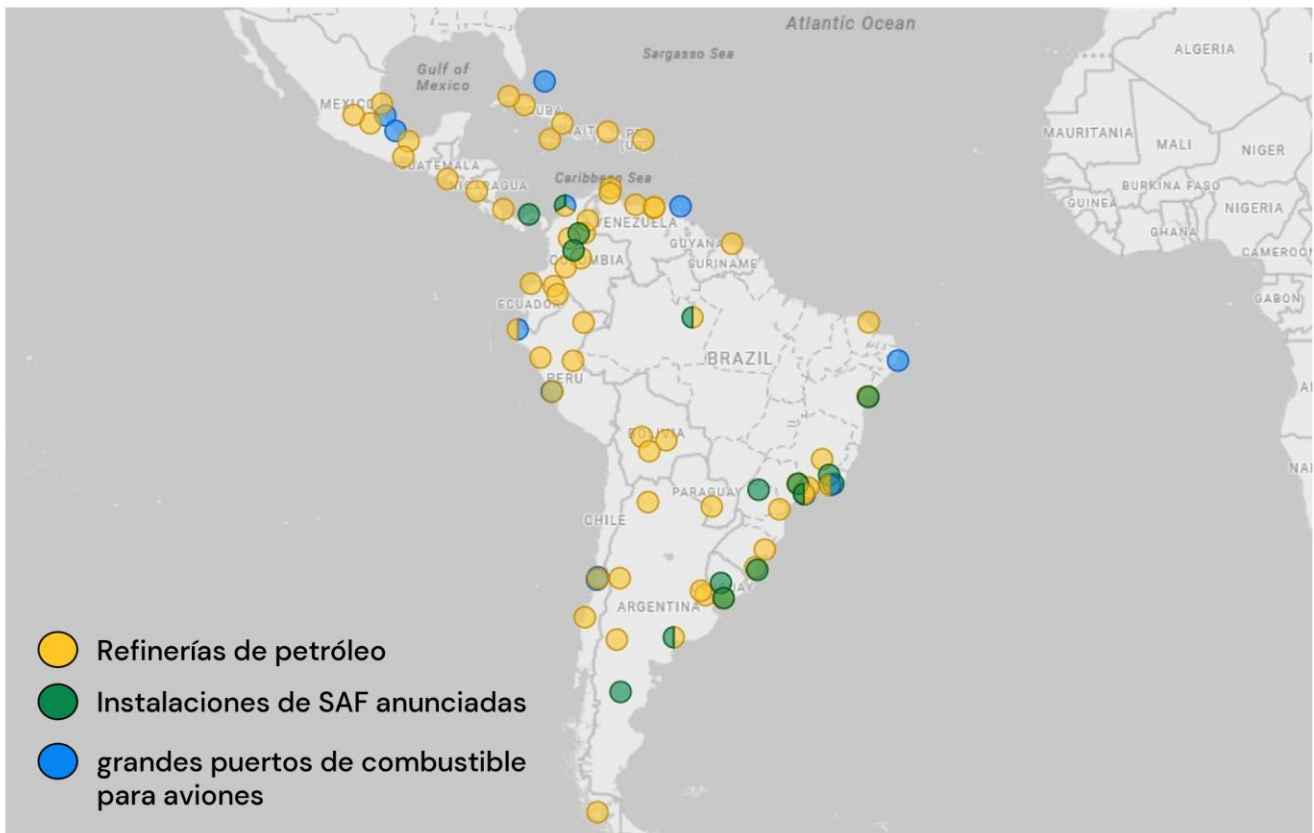 Atlantic Ocean
ALGERIA
Sargasso Sea
Gulf of
Mexico
MEXICO
CUBA
MAURITANIA
MALI
NIGER
GUATEMALA
NICARAGUA
Caribbean Sea
BURKINA FASO
GUINEA
NIGERIA
GHANA
VENEZUELA
GUYANA
SURINAME
COLOMBIA
CAMEROON
ECUADOR
GABON
BRAZIL
PERU
BOLIVIA
PARAGUAY
CHILE
ARGENTINA
Refinerías de petróleo
Instalaciones de SAF anunciadas
grandes puertos de combustible
para aviones